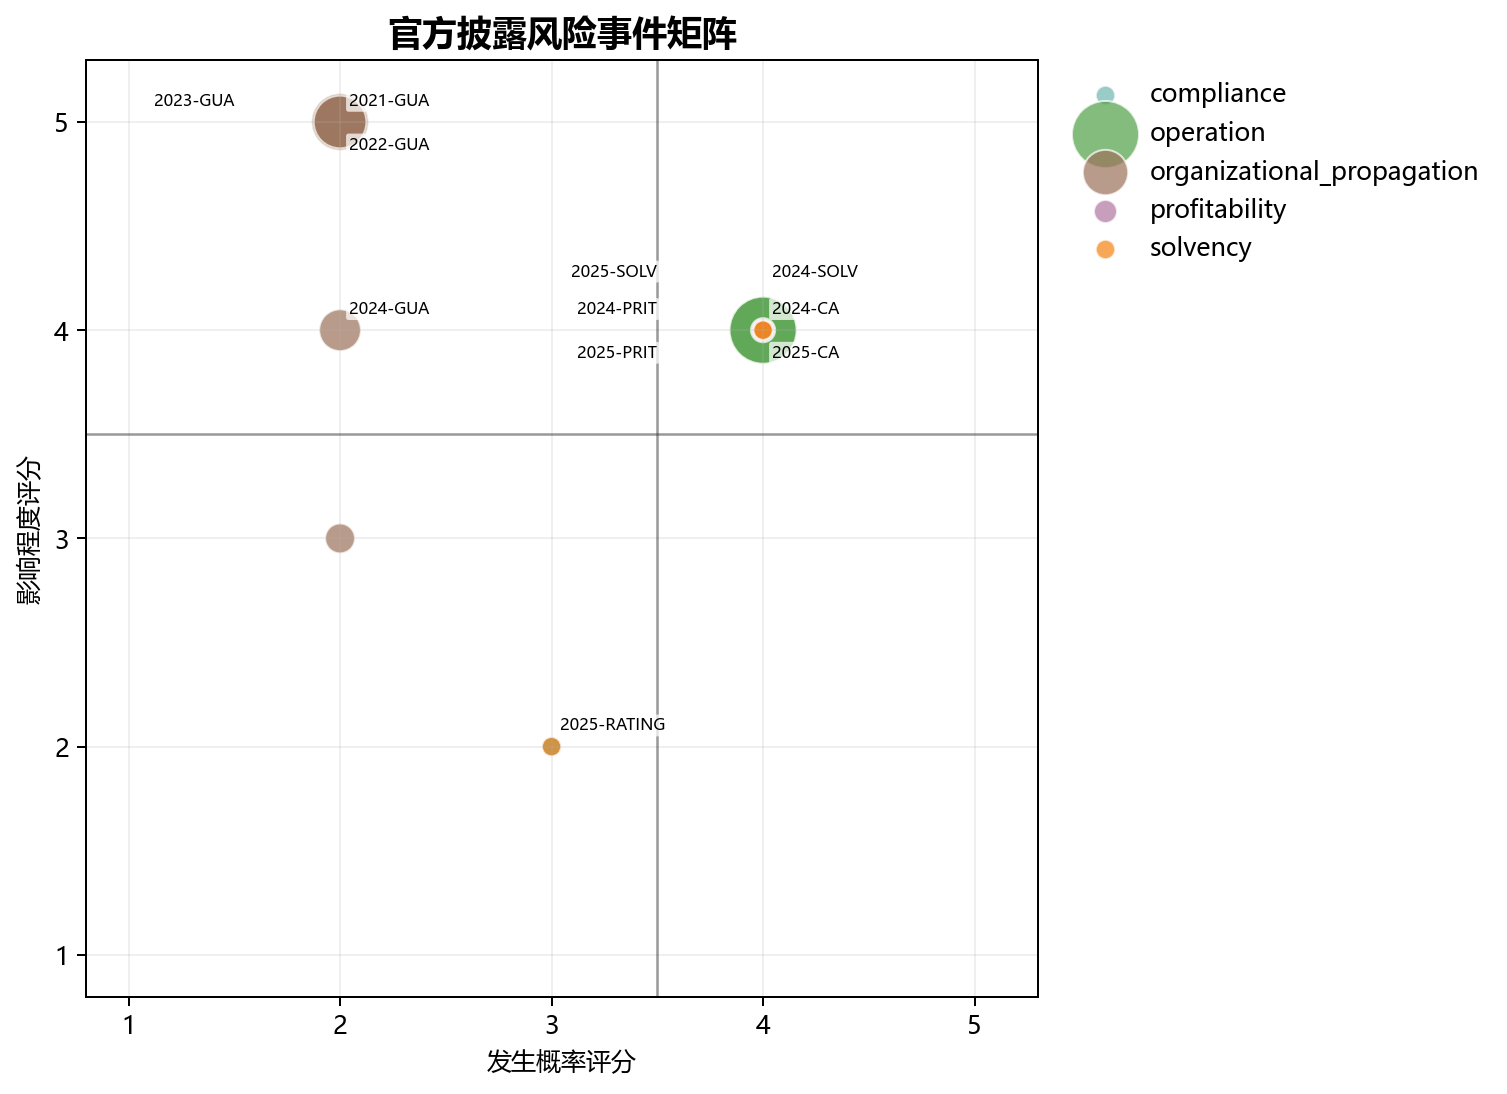 官方披露风险事件矩阵
2023-GUA
2021-GUA
2022-GUA
2025-SOLV
2024-SOLV
2024-GUA
2024-PRIT
2024-CA
2025-PRIT
2025-CA
2025-RATING
5
4
3
2
1
影响程度评分
1
2
3
4
5
发生概率评分
compliance
operation
organizational_propagation
profitability
solvency